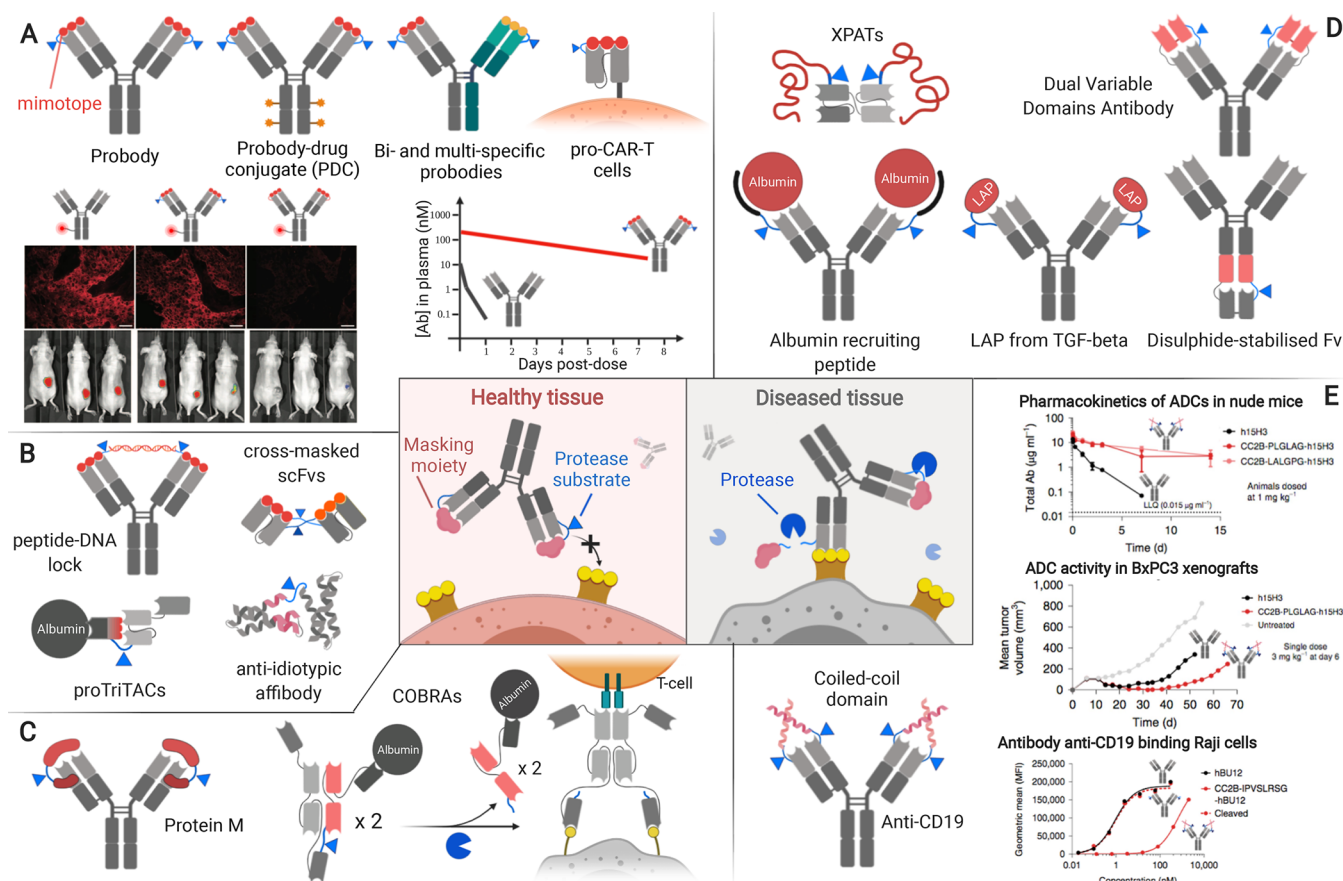 A
mimotope
Probody
Probody-drug
conjugate (PDC)
Bi- and multi-specific
probodies
pro-CAR-T
cells
[Ab] in plasma (nM)
1000
100
10
1
0.1
1 2 3 4 5 6 7 8
Days post-dose
D
XPATs
Dual Variable
Domains Antibody
Albumin
Albumin
LAP
LAP
Albumin recruiting
peptide
LAP from TGF-beta
Disulphide-stabilised Fv
B
peptide-DNA
lock
cross-masked
scFvs
Albumin
proTriTACs
anti-idiotypic
affibody
Healthy tissue
Masking
moiety
Protease
substrate
Diseased tissue
Protease
C
Protein M
COBRAs
Albumin
x 2
Albumin
x 2
T-cell
Coiled-coil
domain
Anti-CD19
E
Pharmacokinetics of ADCs in nude mice
Total Ab (µg ml⁻¹)
100
10
1
0.1
0.01
h15H3
CC2B-PLGLAG-h15H3
CC2B-LALGPG-h15H3
Animals dosed
at 1 mg kg⁻¹
LLQ (0.015 µg ml⁻¹)
0 5 10 15
Time (d)
ADC activity in BxPC3 xenografts
Mean tumor
volume (mm³)
1,000
800
600
400
200
0
h15H3
CC2B-PLGLAG-h15H3
Untreated
Single dose
3 mg kg⁻¹ at day 6
0 10 20 30 40 50 60 70
Time (d)
Antibody anti-CD19 binding Raji cells
Geometric mean (MFI)
250,000
200,000
150,000
100,000
50,000
0
hBU12
CC2B-IPVSLRSG
-hBU12
Cleaved
0.01 1 100 10,000
Concentration (nM)